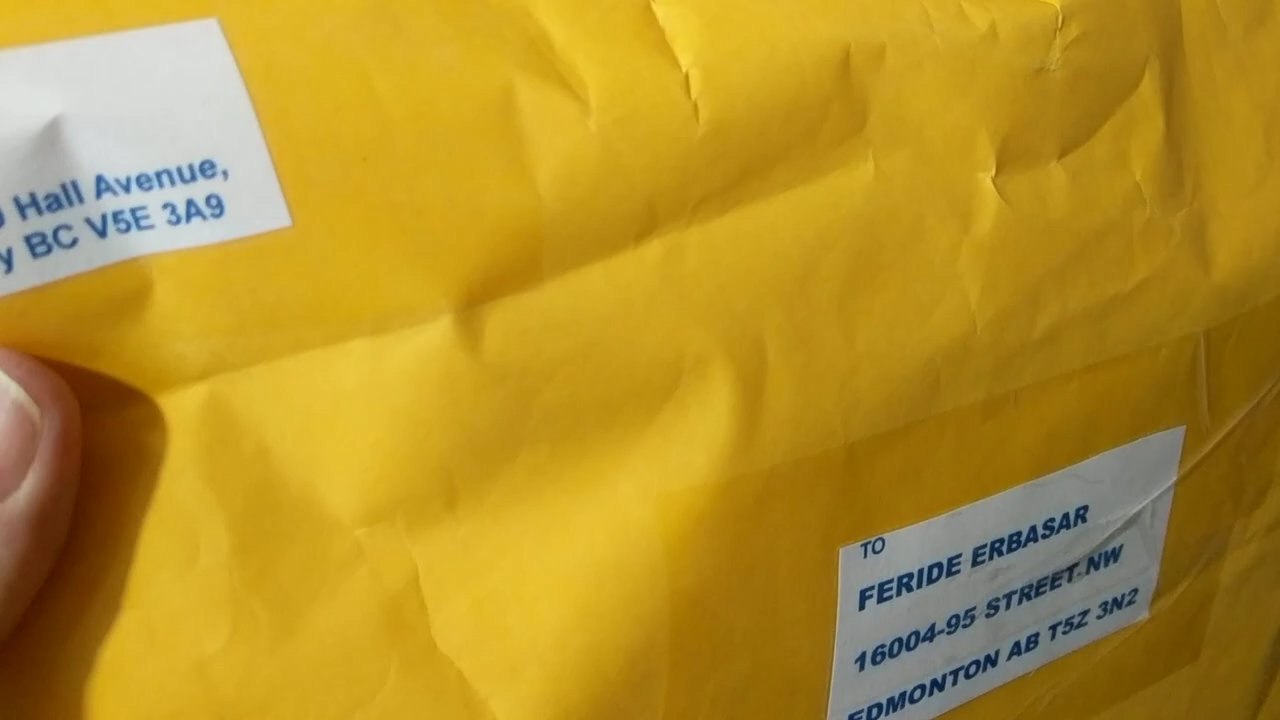 Hall Avenue,
BC V5E 3A9
TO
FERIDE ERBASAR
16004-95 STREET NW
EDMONTON AB T5Z 3N2